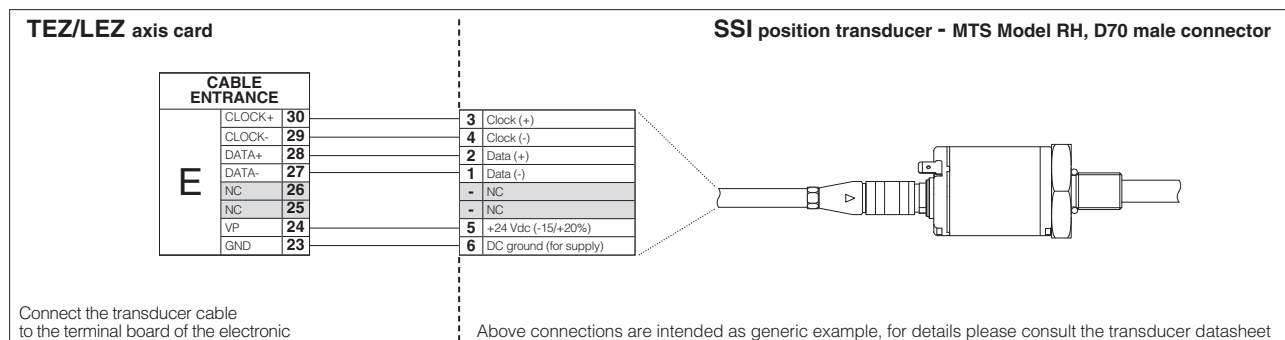 TEZ/LEZ axis card
SSI position transducer - MTS Model RH, D70 male connector
CABLE
ENTRANCE
E
CLOCK+ 30
CLOCK- 29
DATA+ 28
DATA- 27
NC 26
NC 25
VP 24
GND 23
3 Clock (+)
4 Clock (-)
2 Data (+)
1 Data (-)
- NC
- NC
5 +24 Vdc (-15/+20%)
6 DC ground (for supply)
Connect the transducer cable
to the terminal board of the electronic
Above connections are intended as generic example, for details please consult the transducer datasheet